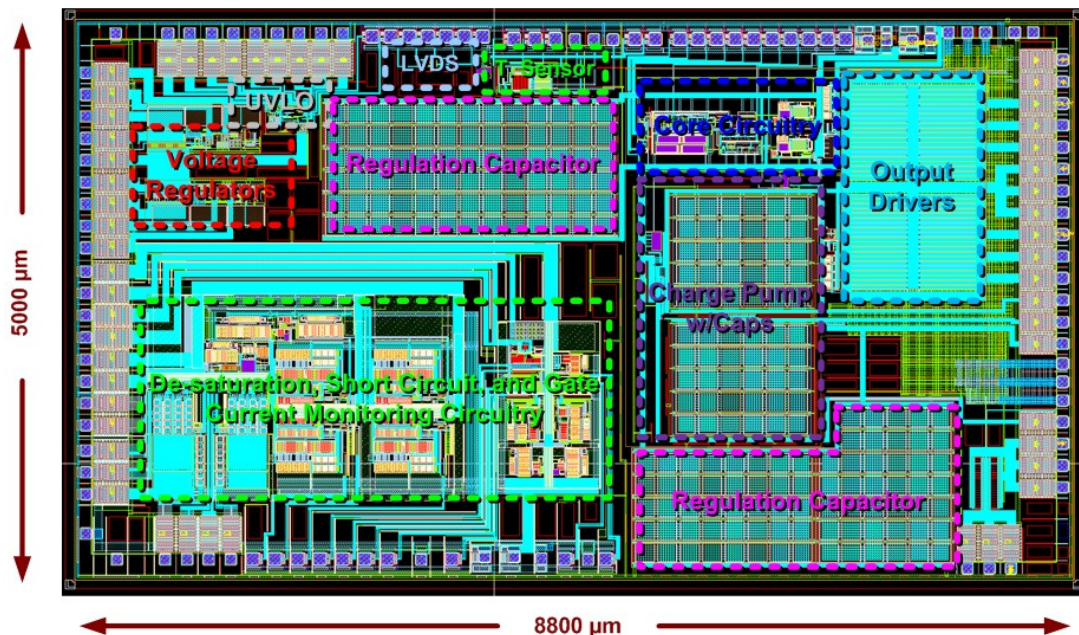 LVDS
T. Sensor
UVLO
Core Circuitry
Voltage
Regulators
Regulation Capacitor
Output
Drivers
Charge Pump
w/Caps
De-saturation, Short Circuit, and Gate
Current Monitoring Circuitry
Regulation Capacitor
5000 µm
8800 µm